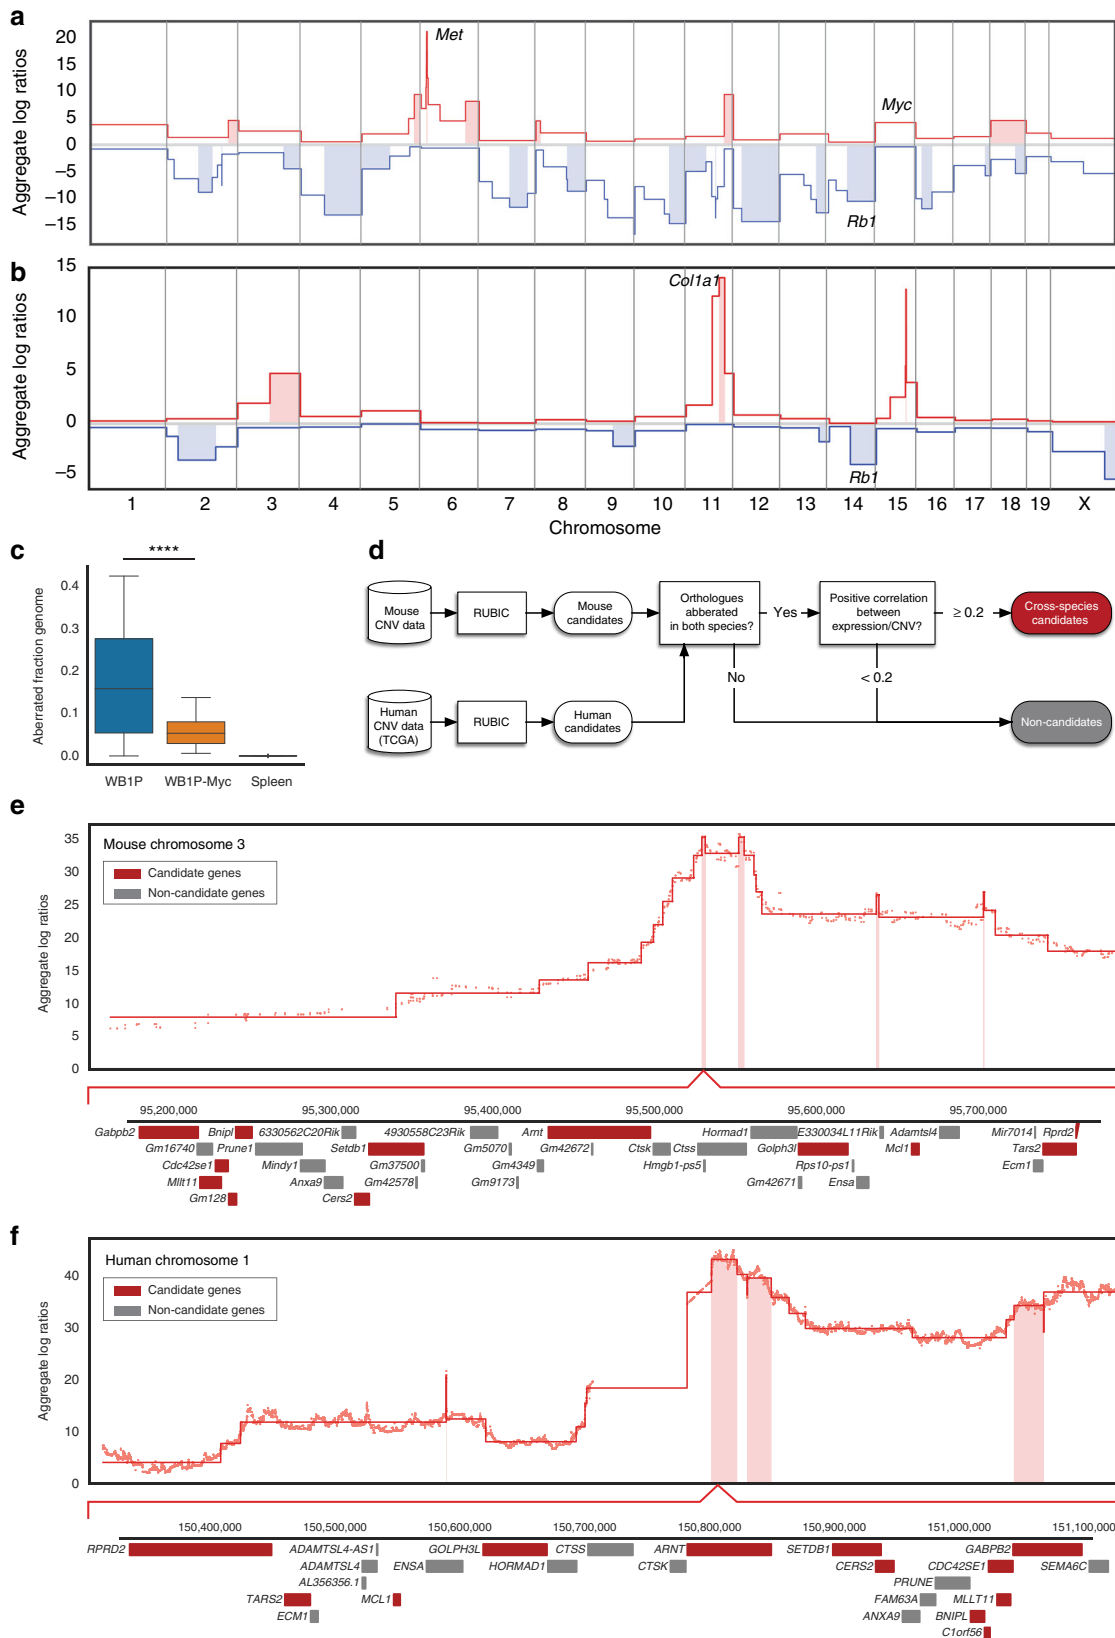 a
Aggregate log ratios
20
15
10
5
0
−5
−10
−15
Met
Myc
Rb1
b
Aggregate log ratios
15
10
5
0
−5
Col1a1
Rb1
1 2 3 4 5 6 7 8 9 10 11 12 13 14 15 16 17 18 19 X
Chromosome
c
Aberrated fraction genome
0.4
0.3
0.2
0.1
0.0
****
WB1P WB1P-Myc Spleen
d
Mouse
CNV data
RUBIC
Mouse
candidates
Orthologues
abberated
in both species?
Yes
Positive correlation
between
expression/CNV?
≥ 0.2
Cross-species
candidates
No
< 0.2
Human
CNV data
(TCGA)
RUBIC
Human
candidates
Non-candidates
e
Aggregate log ratios
35
30
25
20
15
10
5
0
Mouse chromosome 3
Candidate genes
Non-candidate genes
95,200,000 95,300,000 95,400,000 95,500,000 95,600,000 95,700,000
Gabpb2 Bnipl 6330562C20Rik 4930558C23Rik Arnt Hormad1 E330034L11Rik Adamtsl4 Mir7014 Rprd2
Gm16740 Prune1 Setdb1 Gm5070 Gm42672 Ctsk Ctss Golph3l Mcl1 Tars2
Cdc42se1 Mindy1 Gm37500 Gm4349 Hmgb1-ps5 Rps10-ps1 Ecm1
Mllt11 Anxa9 Gm42578 Gm9173 Gm42671 Ensa
Gm128 Cers2
f
Aggregate log ratios
40
30
20
10
0
Human chromosome 1
Candidate genes
Non-candidate genes
150,400,000 150,500,000 150,600,000 150,700,000 150,800,000 150,900,000 151,000,000 151,100,000
RPRD2 ADAMTSL4-AS1 GOLPH3L CTSS ARNT SETDB1 GABPB2
ADAMTSL4 ENSA HORMAD1 CTSK CERS2 CDC42SE1 SEMA6C
AL356356.1 PRUNE
TARS2 MCL1 FAM63A MLLT11
ECM1 ANXA9 BNIPL
C1orf56